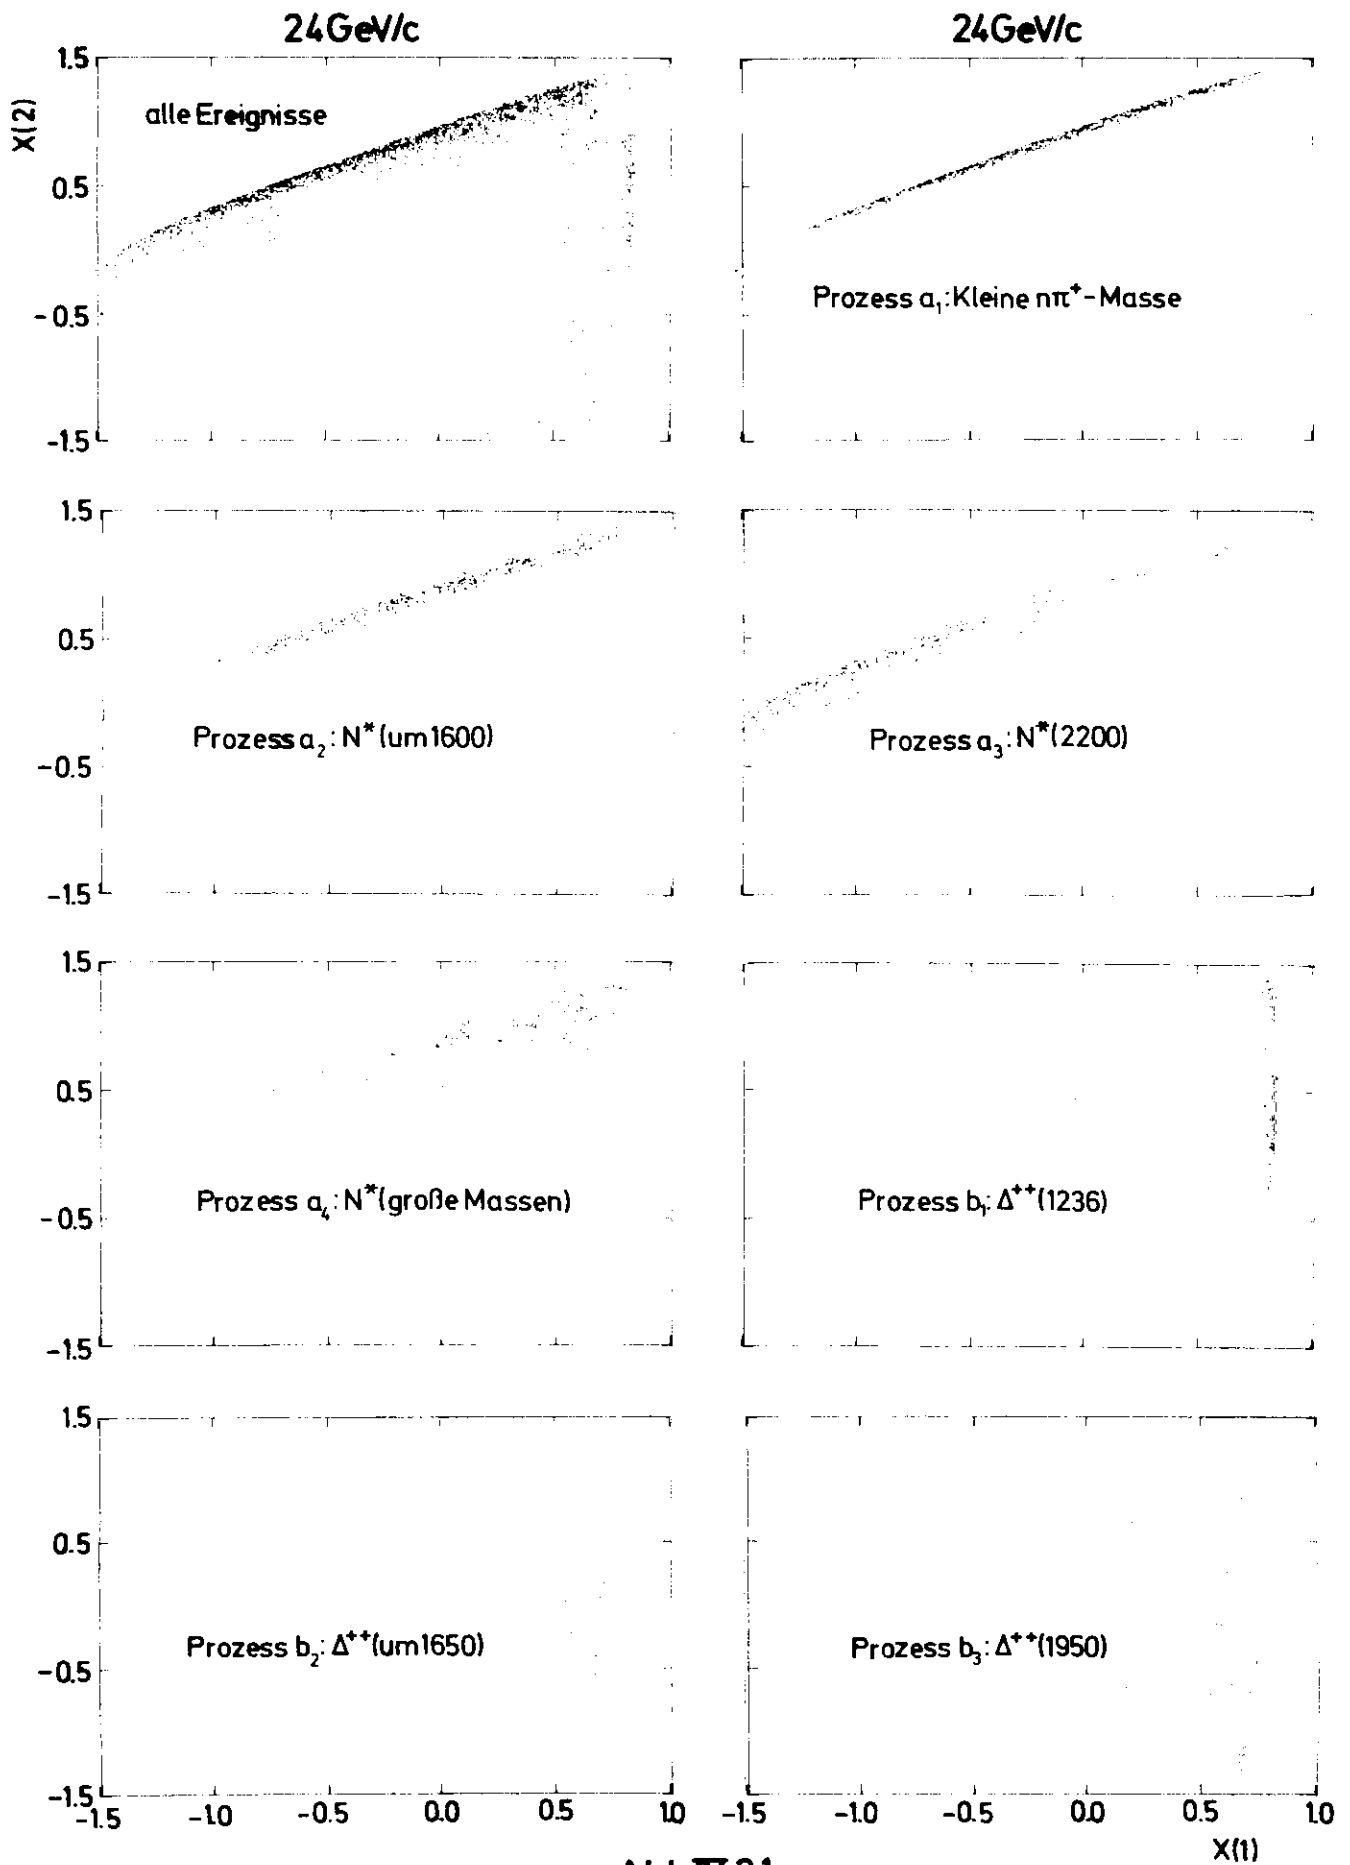 24 GeV/c
24 GeV/c
X(2)
1.5
alle Ereignisse
0.5
-0.5
Prozess a₁: Kleine nπ⁺-Masse
-1.5
1.5
0.5
Prozess a₂: N* (um 1600)
Prozess a₃: N* (2200)
-0.5
-1.5
1.5
0.5
Prozess a₄: N* (große Massen)
Prozess b₁: Δ⁺⁺ (1236)
-0.5
-1.5
1.5
0.5
Prozess b₂: Δ⁺⁺ (um 1650)
Prozess b₃: Δ⁺⁺ (1950)
-0.5
-1.5
-1.5 -1.0 -0.5 0.0 0.5 1.0
-1.5 -1.0 -0.5 0.0 0.5 1.0
X(1)